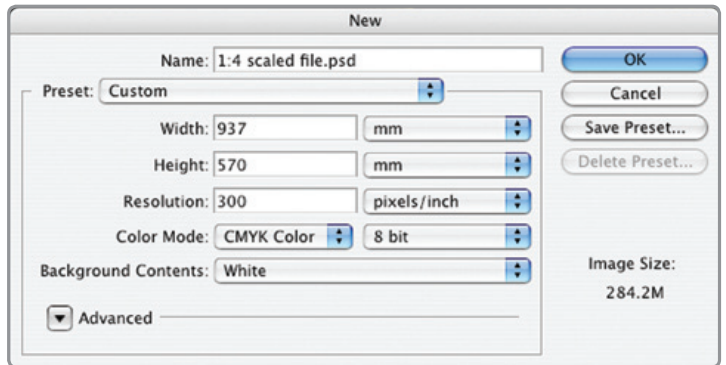 New
Name: 1:4 scaled file.psd
OK
Preset: Custom
Cancel
Width: 937 mm
Save Preset...
Height: 570 mm
Delete Preset...
Resolution: 300 pixels/inch
Color Mode: CMYK Color 8 bit
Background Contents: White
Image Size:
284.2M
Advanced